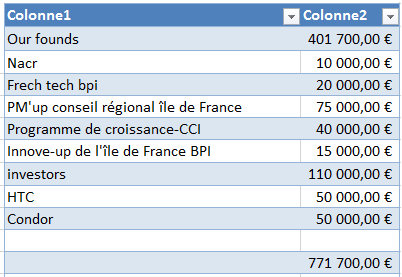 Colonne1 Colonne2
Our founds 401 700,00 €
Nacr 10 000,00 €
Frech tech bpi 20 000,00 €
PM'up conseil régional île de France 75 000,00 €
Programme de croissance-CCI 40 000,00 €
Innove-up de l'île de France BPI 15 000,00 €
investors 110 000,00 €
HTC 50 000,00 €
Condor 50 000,00 €
771 700,00 €